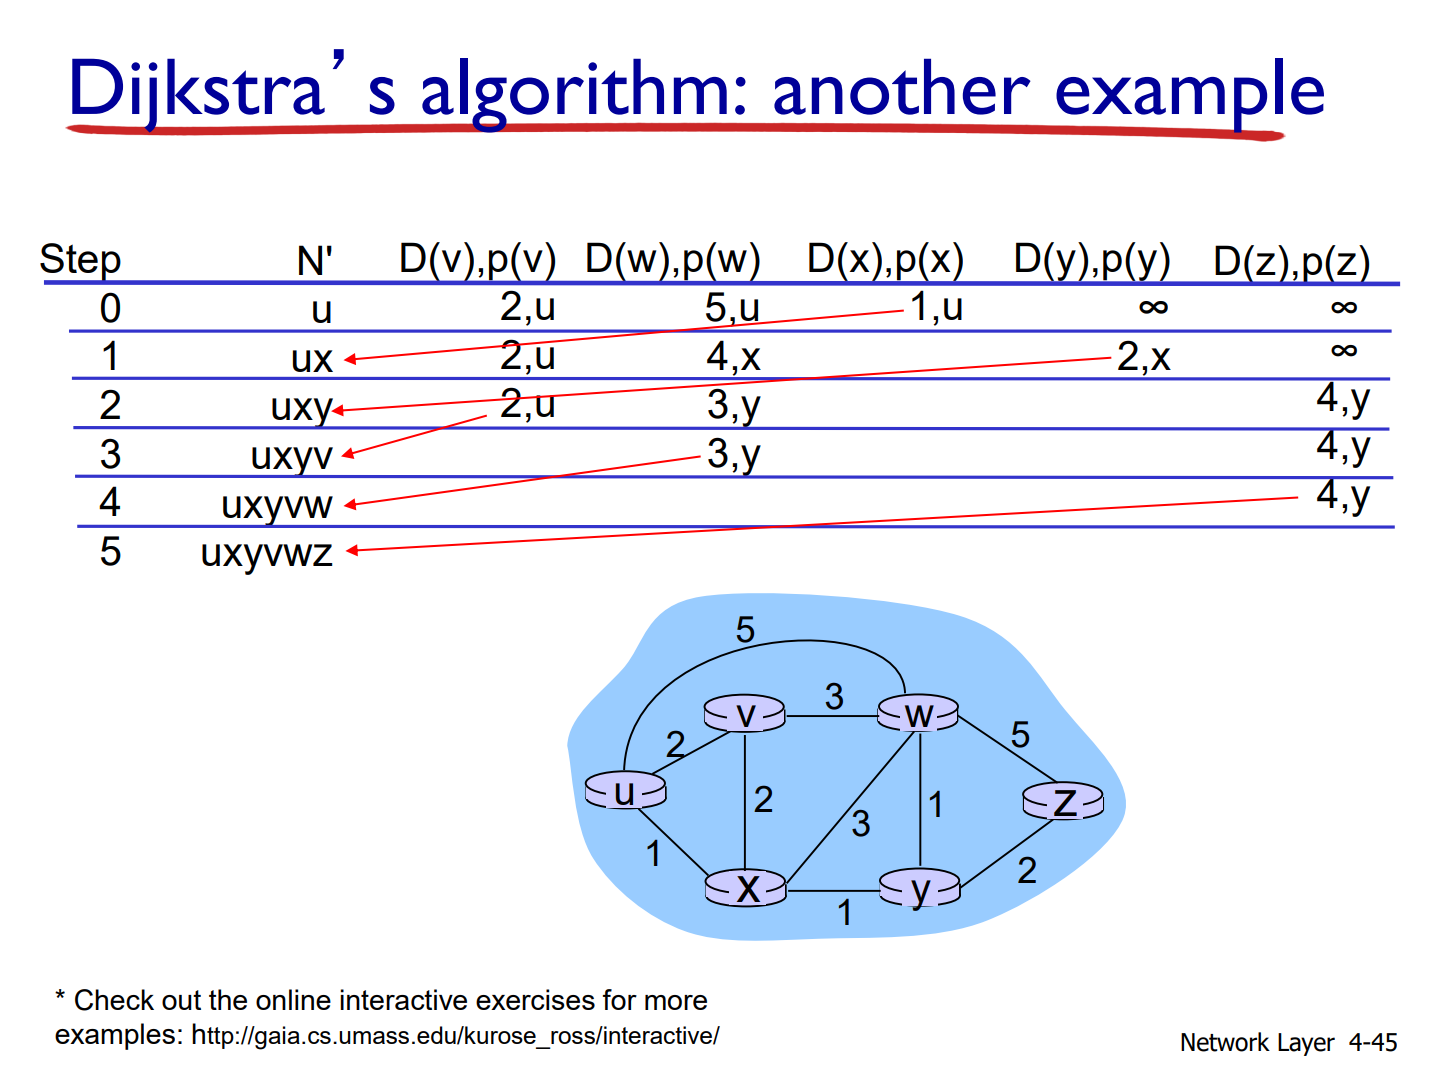 Dijkstra’s algorithm: another example
Step N' D(v),p(v) D(w),p(w) D(x),p(x) D(y),p(y) D(z),p(z)
0 u 2,u 5,u 1,u ∞ ∞
1 ux 2,u 4,x 2,x ∞
2 uxy 2,u 3,y 4,y
3 uxyv 3,y 4,y
4 uxyvw 4,y
5 uxyvwz
5
v 3 w
2 5
u 2 1 z
3
1 2
x y
1
* Check out the online interactive exercises for more
examples: http://gaia.cs.umass.edu/kurose_ross/interactive/
Network Layer 4-45